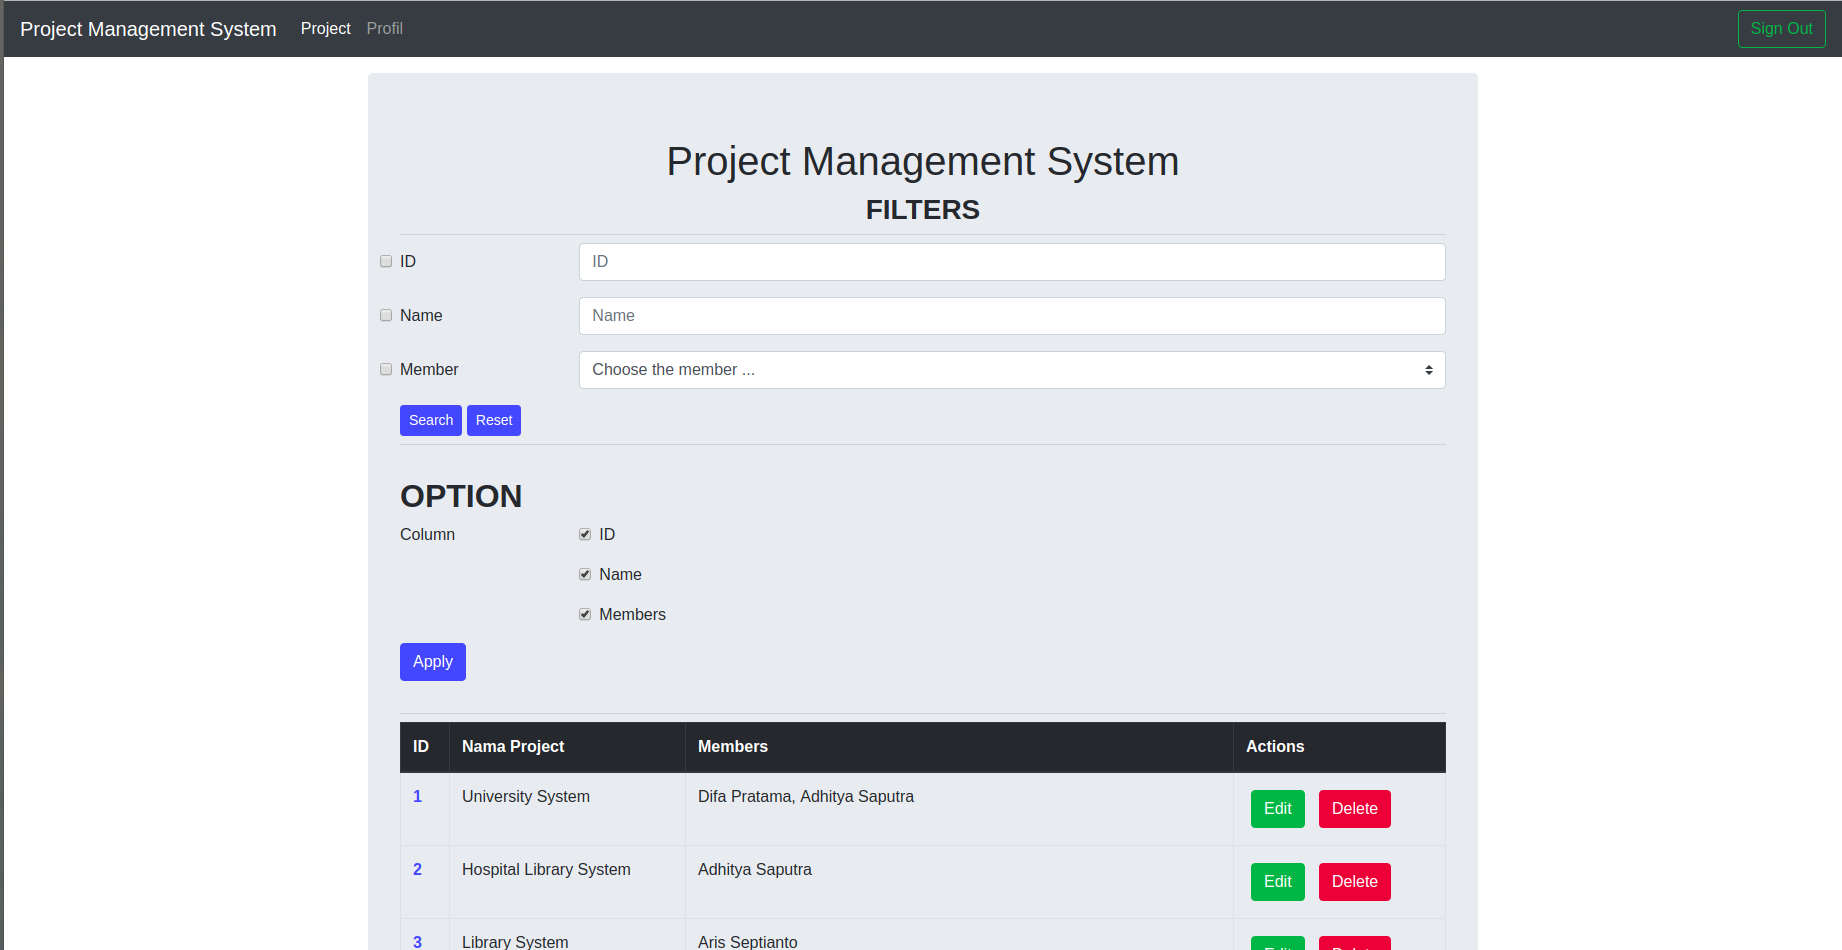 Project Management System Project Profil Sign Out
Project Management System
FILTERS
ID ID
Name Name
Member Choose the member ...
Search Reset
OPTION
Column ID
Name
Members
Apply
ID Nama Project Members Actions
1 University System Difa Pratama, Adhitya Saputra Edit Delete
2 Hospital Library System Adhitya Saputra Edit Delete
3 Library System Aris Septianto